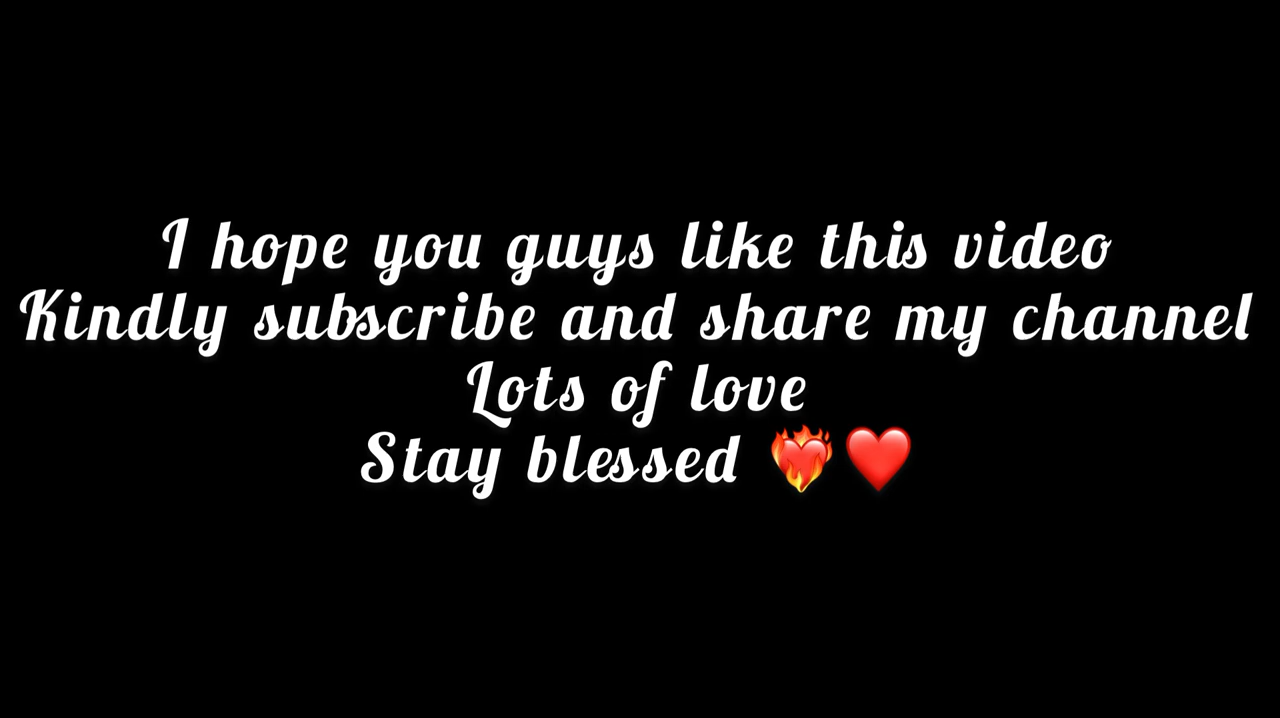 I hope you guys like this video
Kindly subscribe and share my channel
Lots of love
Stay blessed ❤️‍🔥❤️